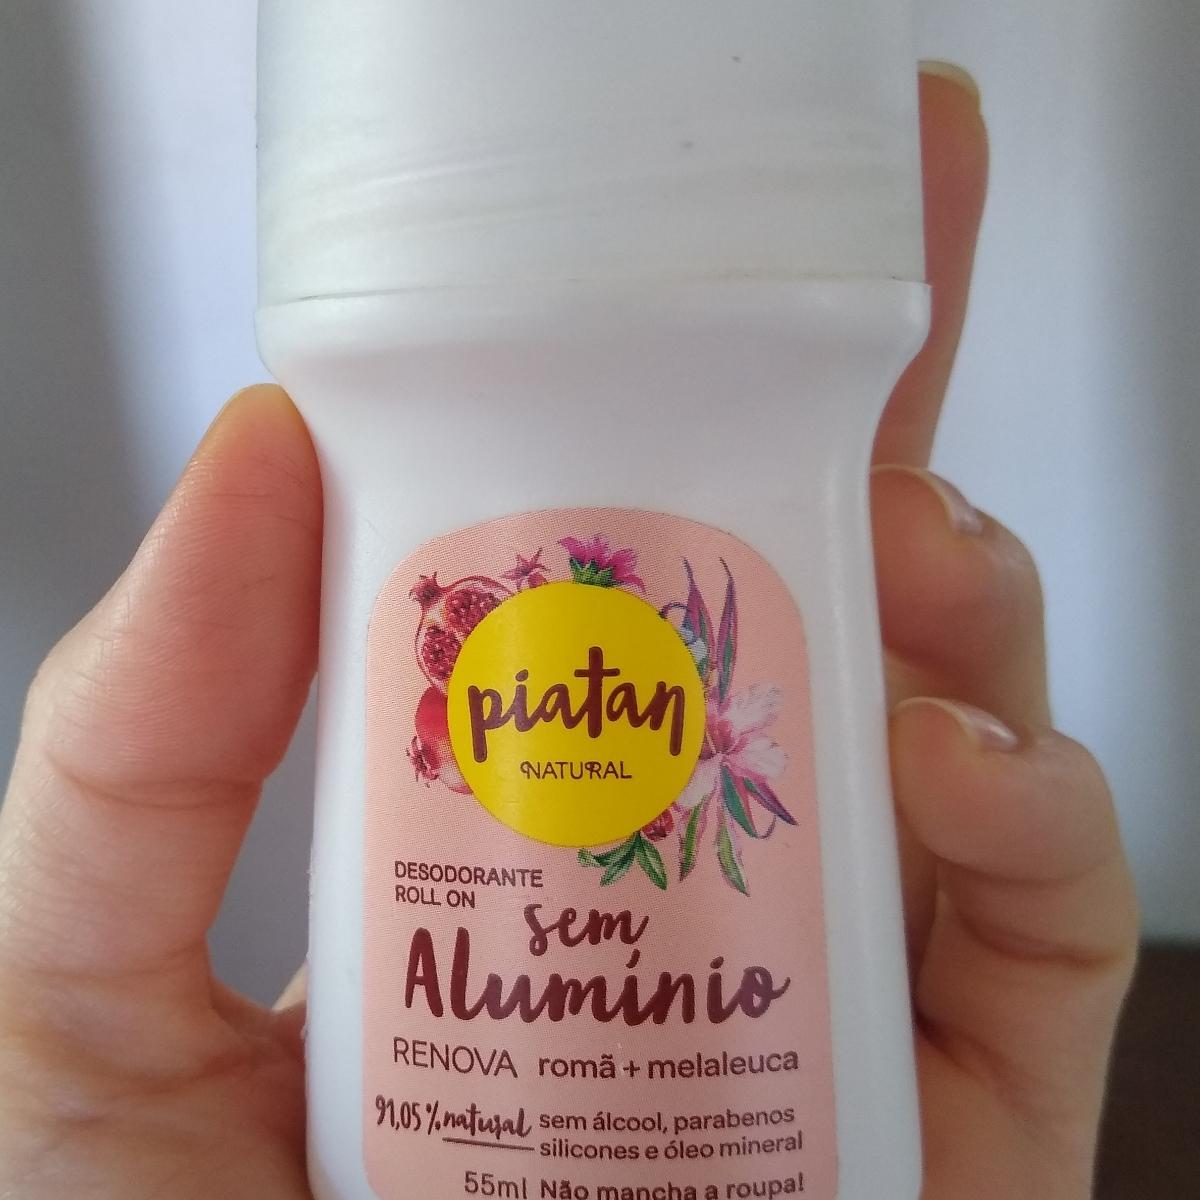 piatan
NATURAL
DESODORANTE
ROLL ON
sem
Alumínio
RENOVA romã + melaleuca
91,05% natural sem álcool, parabenos
silicones e óleo mineral
55ml Não mancha a roupa!